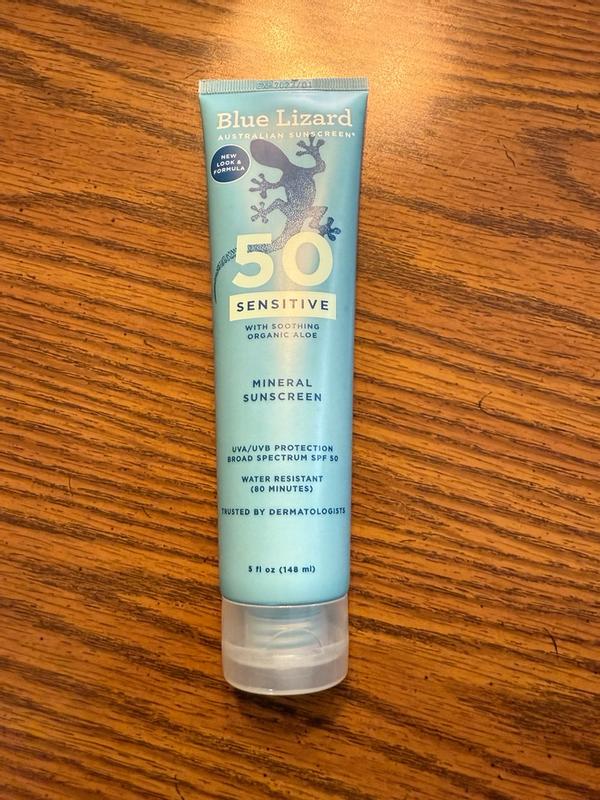 Blue Lizard
AUSTRALIAN SUNSCREEN®
NEW
LOOK &
FORMULA
50
SENSITIVE
WITH SOOTHING
ORGANIC ALOE
MINERAL
SUNSCREEN
UVA/UVB PROTECTION
BROAD SPECTRUM SPF 50
WATER RESISTANT
(80 MINUTES)
TRUSTED BY DERMATOLOGISTS
5 fl oz (148 ml)